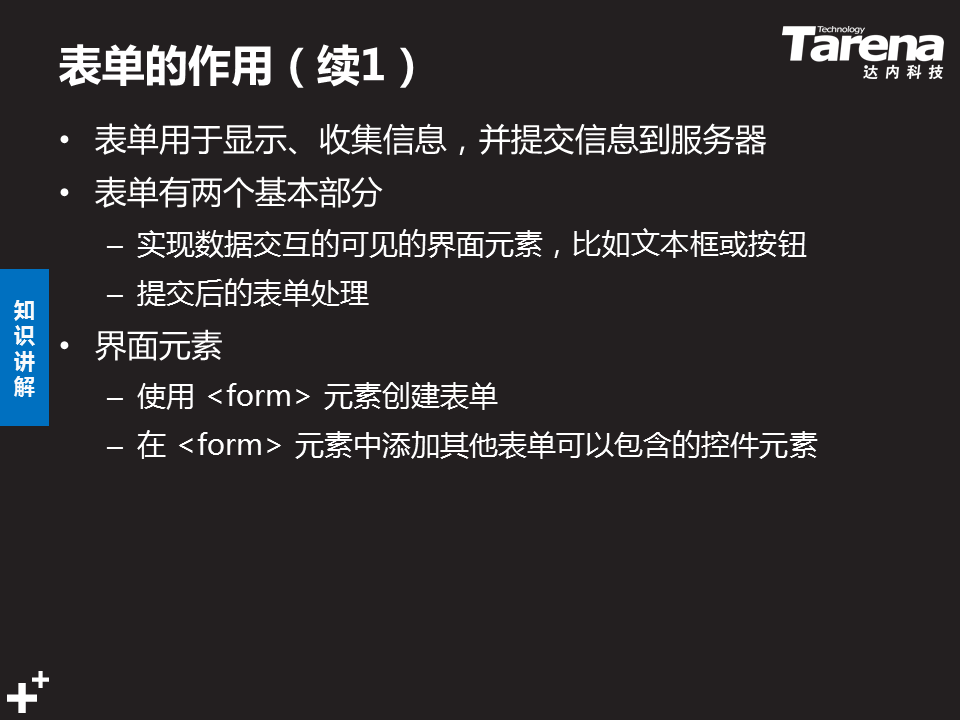 表单的作用（续1）
Technology
Tarena
达内科技
• 表单用于显示、收集信息，并提交信息到服务器
• 表单有两个基本部分
– 实现数据交互的可见的界面元素，比如文本框或按钮
– 提交后的表单处理
知识讲解
• 界面元素
– 使用 <form> 元素创建表单
– 在 <form> 元素中添加其他表单可以包含的控件元素